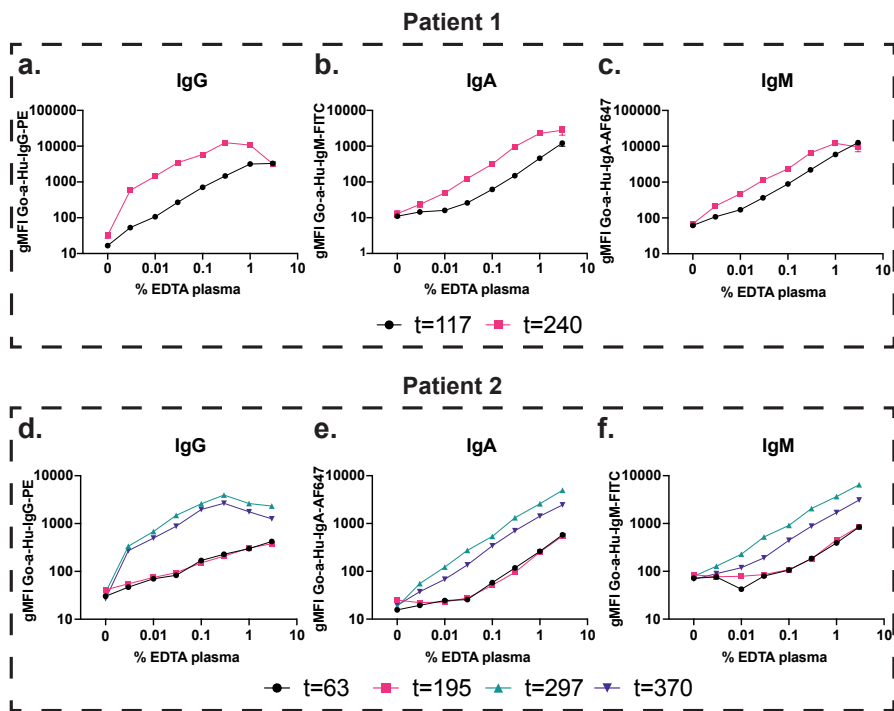 Patient 1
a.
IgG
gMFI Go-a-Hu-IgG-PE
100000
10000
1000
100
10
0
0.01
0.1
1
10
% EDTA plasma
b.
IgA
gMFI Go-a-Hu-IgM-FITC
100000
10000
1000
100
10
1
0
0.01
0.1
1
10
% EDTA plasma
c.
IgM
gMFI Go-a-Hu-IgA-AF647
100000
10000
1000
100
10
0
0.01
0.1
1
10
% EDTA plasma
t=117
t=240
Patient 2
d.
IgG
gMFI Go-a-Hu-IgG-PE
10000
1000
100
10
0
0.01
0.1
1
10
% EDTA plasma
e.
IgA
gMFI Go-a-Hu-IgA-AF647
10000
1000
100
10
0
0.01
0.1
1
10
% EDTA plasma
f.
IgM
gMFI Go-a-Hu-IgM-FITC
10000
1000
100
10
0
0.01
0.1
1
10
% EDTA plasma
t=63
t=195
t=297
t=370